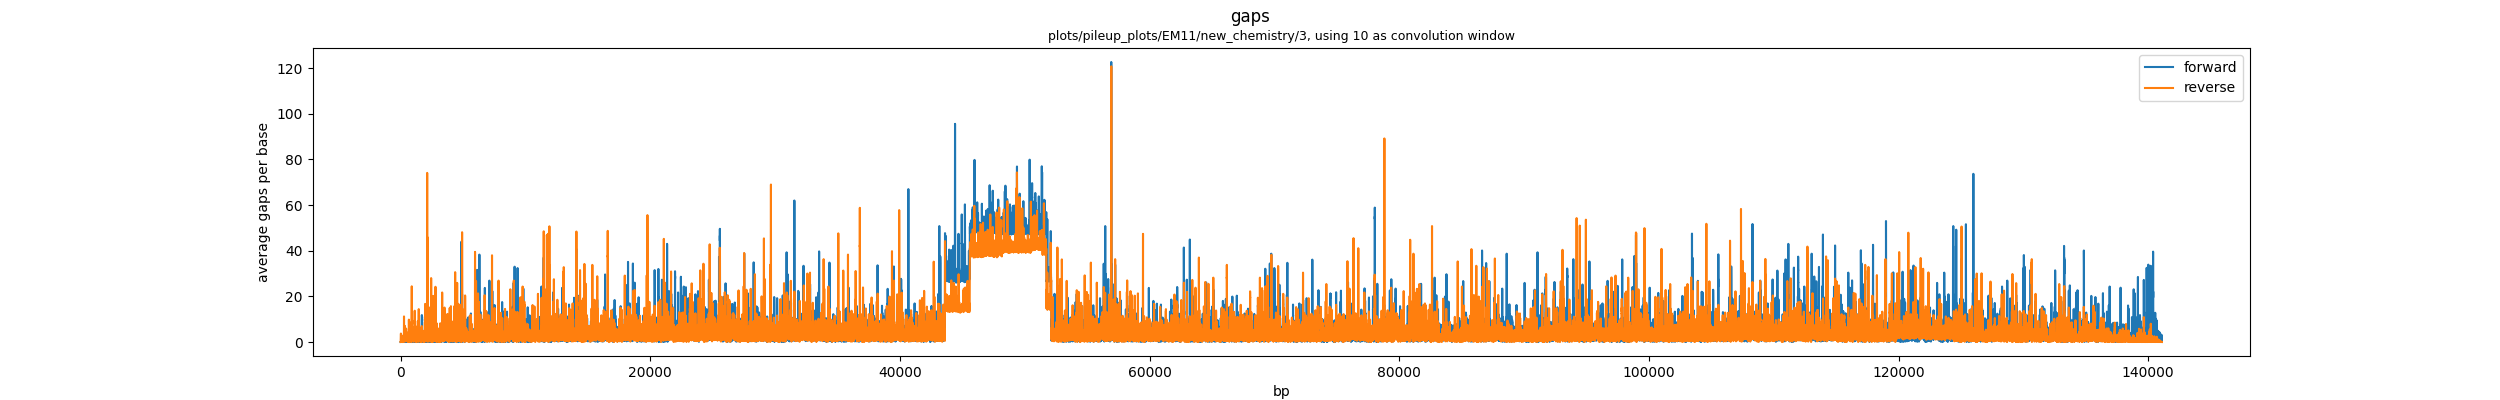 gaps
plots/pileup_plots/EM11/new_chemistry/3, using 10 as convolution window
120
100
80
60
40
20
0
average gaps per base
forward
reverse
0 20000 40000 60000 80000 100000 120000 140000
bp